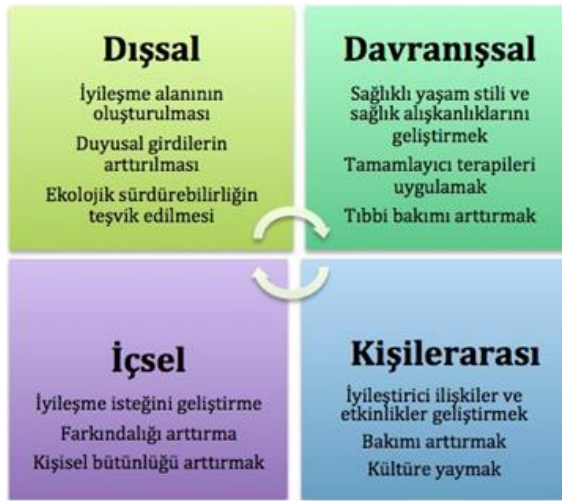 Dışsal
İyileşme alanının
oluşturulması
Duyusal girdilerin
arttırılması
Ekolojik sürdürebilirliğin
teşvik edilmesi
Davranışsal
Sağlıklı yaşam stili ve
sağlık alışkanlıklarını
geliştirmek
Tamamlayıcı terapileri
uygulamak
Tıbbi bakımı arttırmak
İçsel
İyileşme isteğini geliştirme
Farkındalığı arttırma
Kişisel bütünlüğü arttırmak
Kişilerarası
İyileştirici ilişkiler ve
etkinlikler geliştirmek
Bakımı arttırmak
Kültüre yaymak